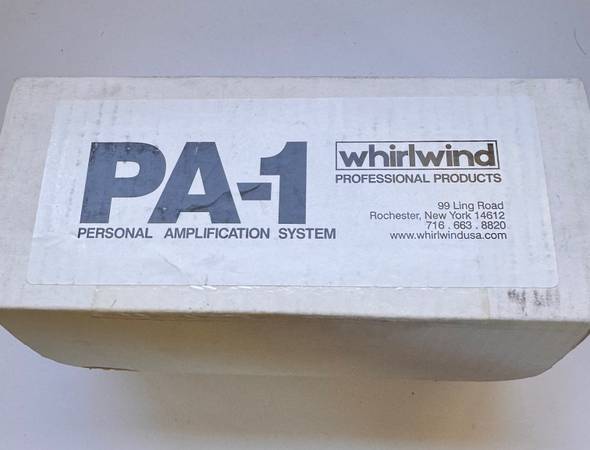 PA-1
PERSONAL AMPLIFICATION SYSTEM
whirlwind
PROFESSIONAL PRODUCTS
99 Ling Road
Rochester, New York 14612
716 . 663 . 8820
www.whirlwindusa.com